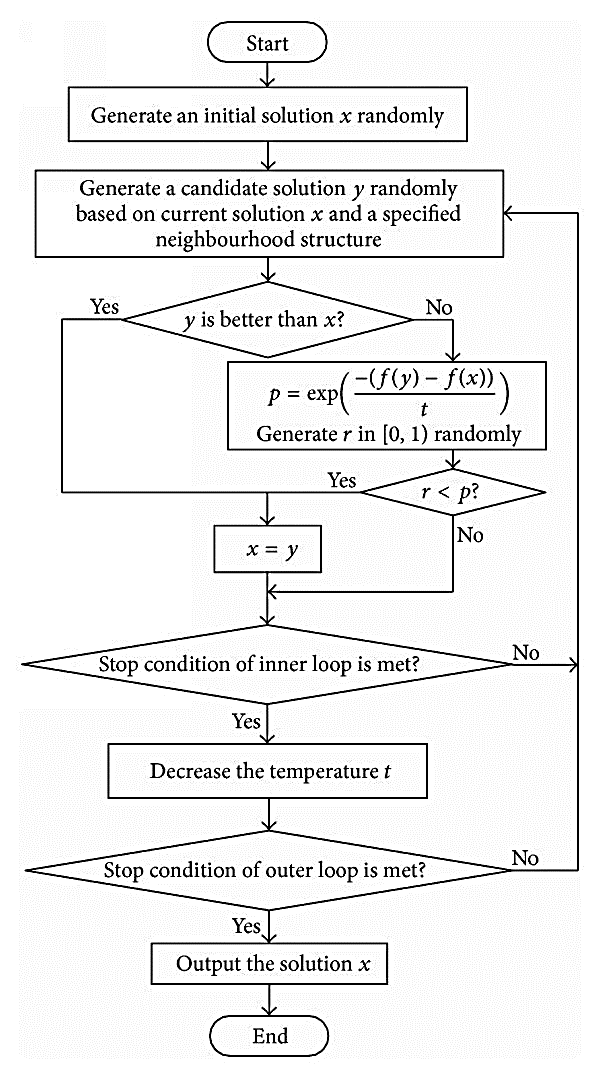 Start
Generate an initial solution x randomly
Generate a candidate solution y randomly
based on current solution x and a specified
neighbourhood structure
Yes
y is better than x?
No
p = exp(−(f(y) − f(x))/t)
Generate r in [0, 1) randomly
Yes
r < p?
x = y
No
Stop condition of inner loop is met?
No
Yes
Decrease the temperature t
Stop condition of outer loop is met?
No
Yes
Output the solution x
End